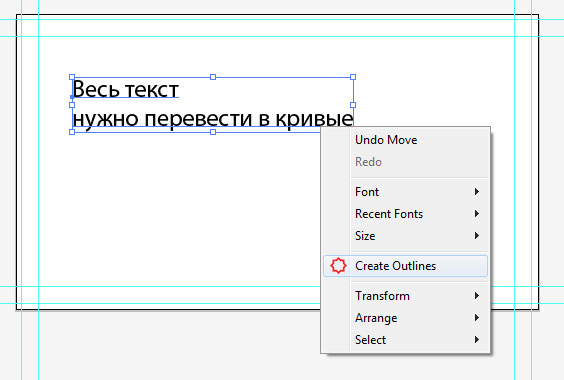 Весь текст
нужно перевести в кривые
Undo Move
Redo
Font
Recent Fonts
Size
Create Outlines
Transform
Arrange
Select